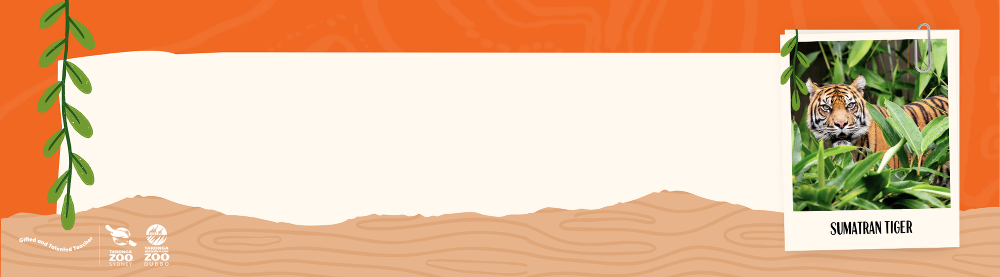 SUMATRAN TIGER
Gifted and Talented Teacher
TARONGA
ZOO
SYDNEY
TARONGA
WESTERN PLAINS
ZOO
DUBBO